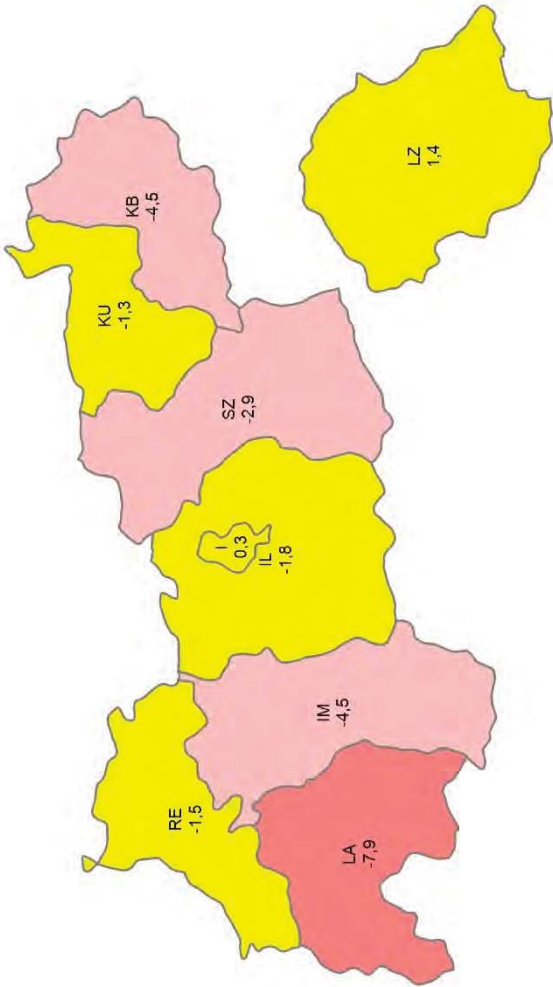 KB
-4,5
KU
-1,3
LZ
1,4
SZ
-2,9
I
0,3
IL
-1,8
RE
-1,5
IM
-4,5
LA
-7,9